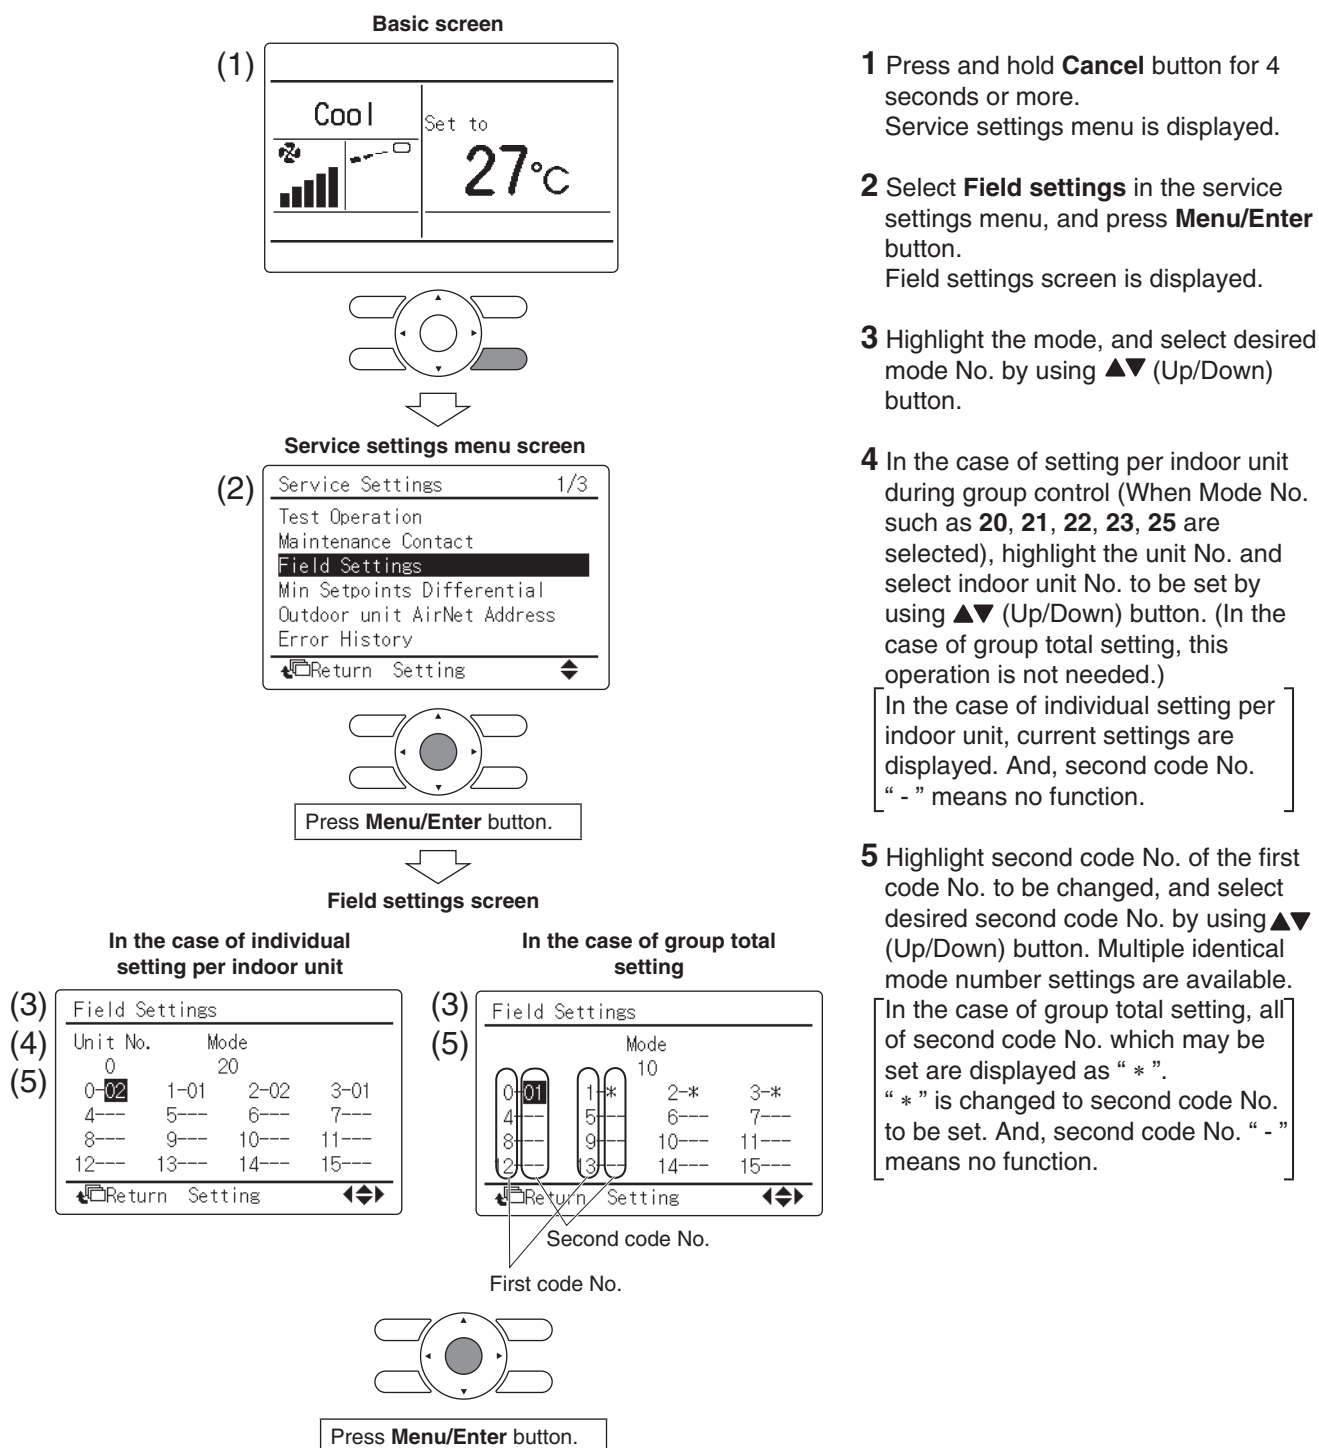 Basic screen
(1)
Cool
Set to
27°C
Service settings menu screen
(2)
Service Settings 1/3
Test Operation
Maintenance Contact
Field Settings
Min Setpoints Differential
Outdoor unit AirNet Address
Error History
Return Setting
Press Menu/Enter button.
Field settings screen
In the case of individual
setting per indoor unit
(3)
(4)
(5)
Field Settings
Unit No. Mode
0 20
0-02 1-01 2-02 3-01
4--- 5--- 6--- 7---
8--- 9--- 10--- 11---
12--- 13--- 14--- 15---
Return Setting
In the case of group total
setting
(3)
(5)
Field Settings
Mode
10
0-01 1-* 2-* 3-*
4--- 5--- 6--- 7---
8--- 9--- 10--- 11---
12--- 13--- 14--- 15---
Return Setting
Second code No.
First code No.
Press Menu/Enter button.
1 Press and hold Cancel button for 4
seconds or more.
Service settings menu is displayed.
2 Select Field settings in the service
settings menu, and press Menu/Enter
button.
Field settings screen is displayed.
3 Highlight the mode, and select desired
mode No. by using ▲▼ (Up/Down)
button.
4 In the case of setting per indoor unit
during group control (When Mode No.
such as 20, 21, 22, 23, 25 are
selected), highlight the unit No. and
select indoor unit No. to be set by
using ▲▼ (Up/Down) button. (In the
case of group total setting, this
operation is not needed.)
In the case of individual setting per
indoor unit, current settings are
displayed. And, second code No.
“ - ” means no function.
5 Highlight second code No. of the first
code No. to be changed, and select
desired second code No. by using ▲▼
(Up/Down) button. Multiple identical
mode number settings are available.
In the case of group total setting, all
of second code No. which may be
set are displayed as “ * ”.
“ * ” is changed to second code No.
to be set. And, second code No. “ - ”
means no function.